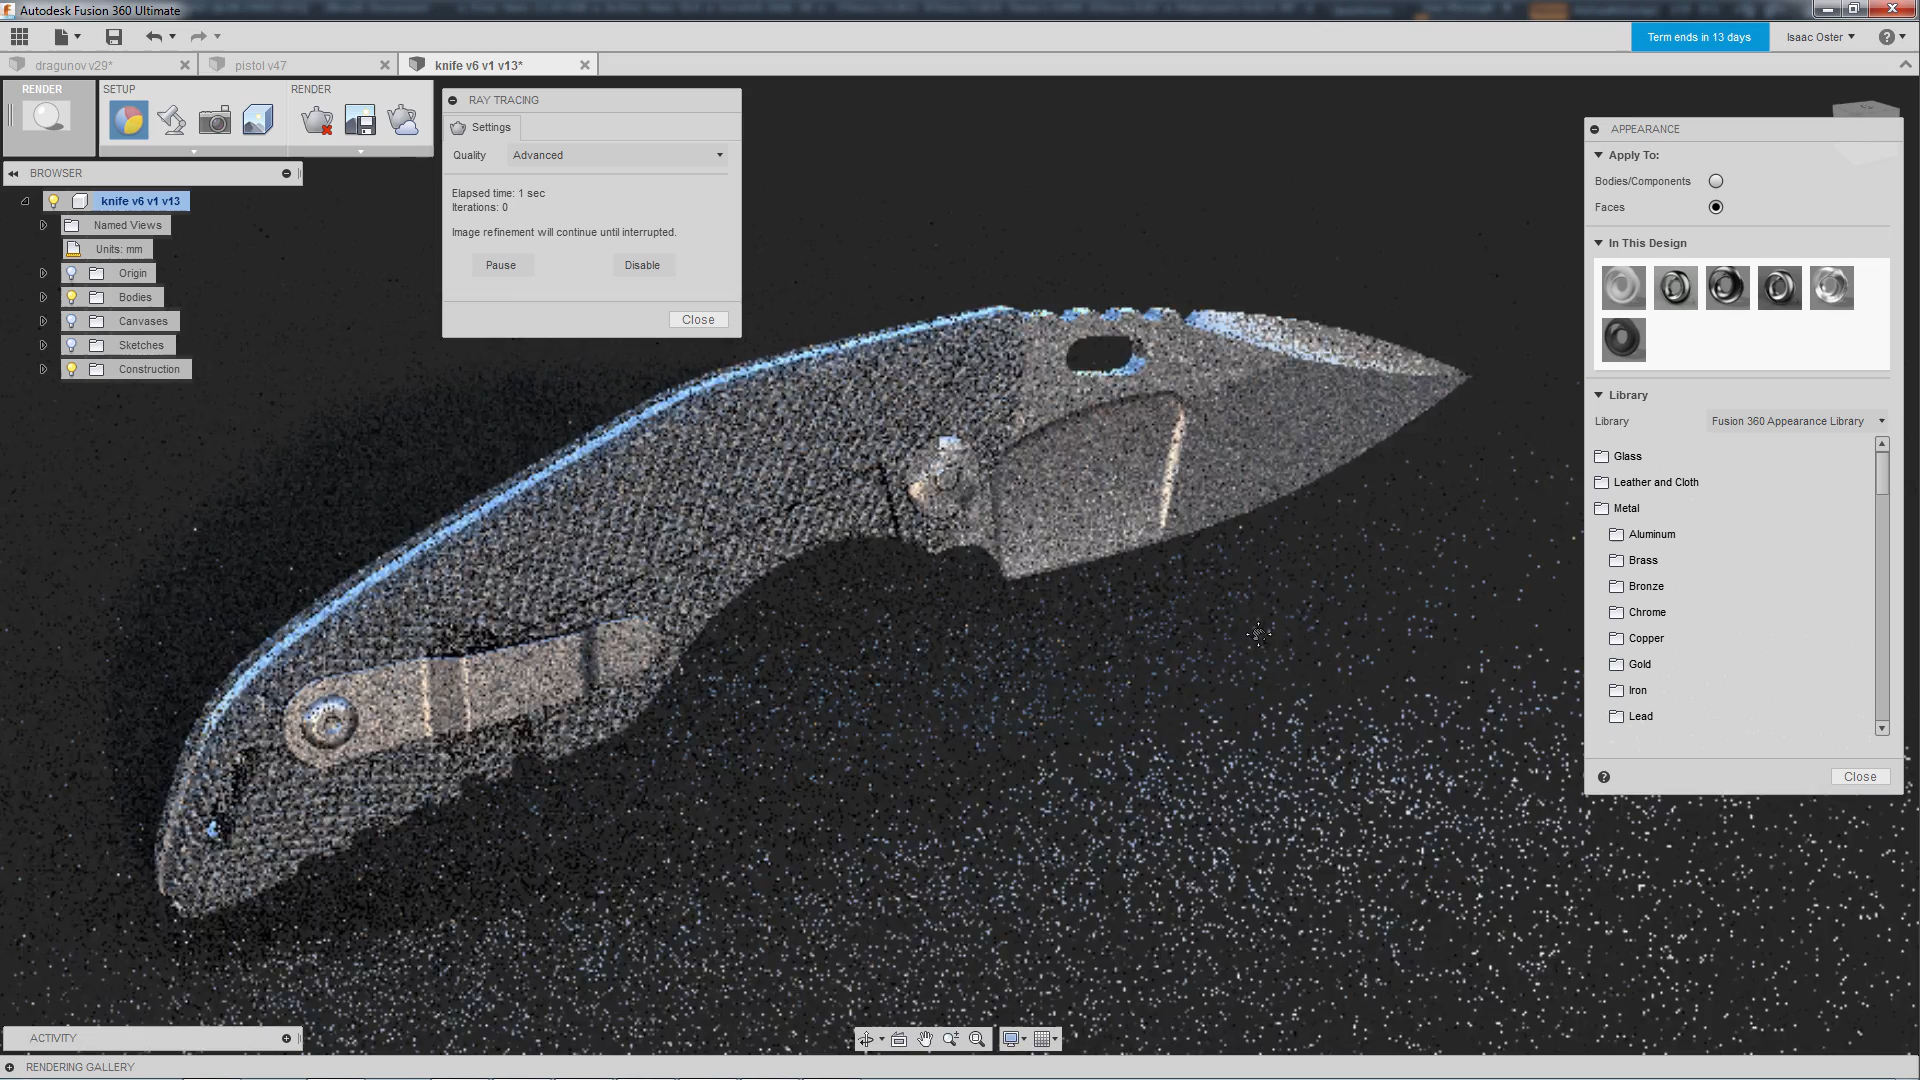 Autodesk Fusion 360 Ultimate
Term ends in 13 days
Isaac Oster
dragunov v29*
pistol v47
knife v6 v1 v13*
RENDER
SETUP
RENDER
BROWSER
knife v6 v1 v13
Named Views
Units: mm
Origin
Bodies
Canvases
Sketches
Construction
RAY TRACING
Settings
Quality
Advanced
Elapsed time: 1 sec
Iterations: 0
Image refinement will continue until interrupted.
Pause
Disable
Close
APPEARANCE
Apply To:
Bodies/Components
Faces
In This Design
Library
Library
Fusion 360 Appearance Library
Glass
Leather and Cloth
Metal
Aluminum
Brass
Bronze
Chrome
Copper
Gold
Iron
Lead
Close
ACTIVITY
RENDERING GALLERY